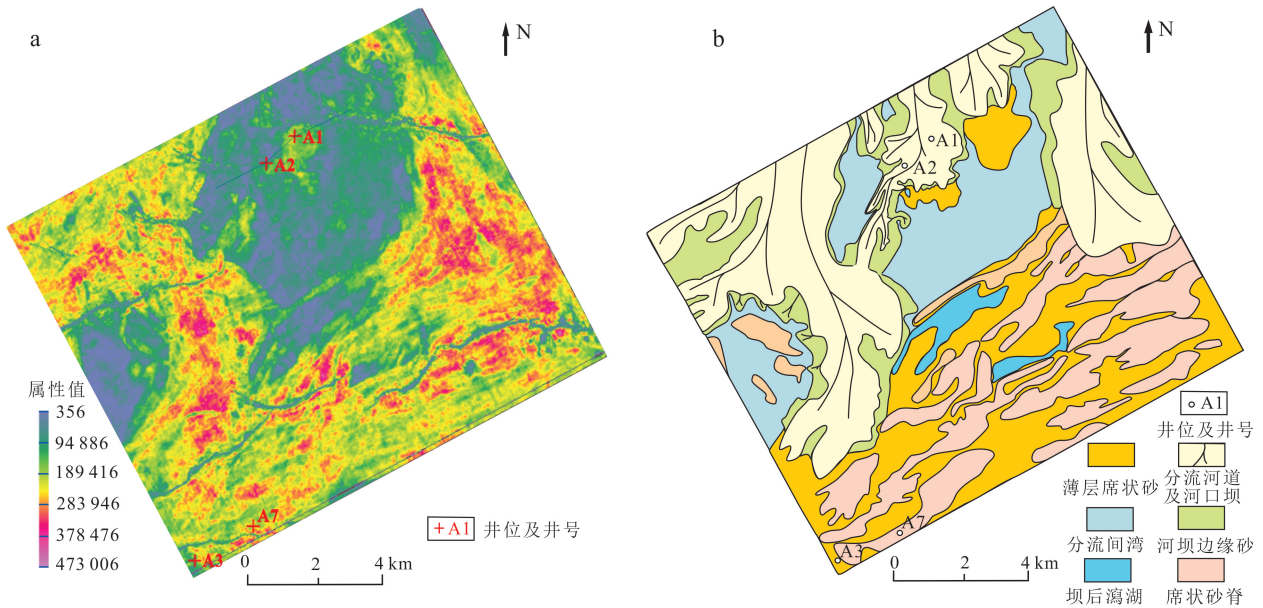 a
N
A1
A2
属性值
356
94 886
189 416
283 946
378 476
473 006
A7
A3
A1 井位及井号
0 2 4 km
b
N
A1
A2
A7
A3
0 2 4 km
A1
井位及井号
薄层席状砂
分流河道
及河口坝
分流间湾
河坝边缘砂
坝后潟湖
席状砂脊